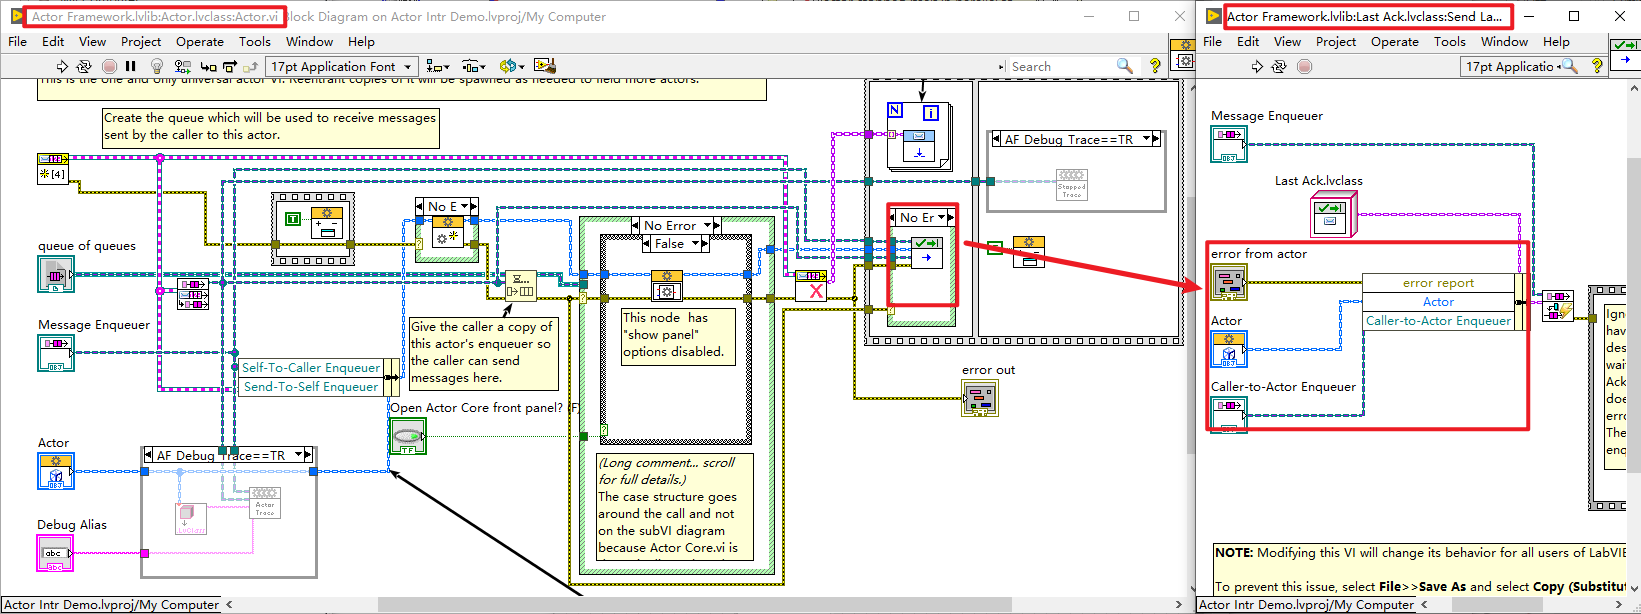 Actor Framework.lvlib:Actor.lvclass:Actor.vi Block Diagram on Actor Intr Demo.lvproj/My Computer
File Edit View Project Operate Tools Window Help
17pt Application Font
Search
This is the one and only universal actor VI. Reentrant copies of it will be spawned as needed to field more actors.
Create the queue which will be used to receive messages
sent by the caller to this actor.
[4]
queue of queues
Message Enqueuer
OBJ
Self-To-Caller Enqueuer
Send-To-Self Enqueuer
Actor
OBJ
AF Debug Trace==TR
Actor
Trace
LvClass
Debug Alias
abc
abc
T
No E
Give the caller a copy of
this actor's enqueuer so
the caller can send
messages here.
Open Actor Core front panel? (F)
TF
No Error
False
This node has
"show panel"
options disabled.
(Long comment... scroll
for full details.)
The case structure goes
around the call and not
on the subVI diagram
because Actor Core.vi is
N
i
No Er
AF Debug Trace==TR
Stopped
Trace
error out
Actor Intr Demo.lvproj/My Computer
Actor Framework.lvlib:Last Ack.lvclass:Send La...
File Edit View Project Operate Tools Window Help
17pt Applicatio
Message Enqueuer
OBJ
Last Ack.lvclass
error from actor
error report
Actor
Caller-to-Actor Enqueuer
Actor
OBJ
Caller-to-Actor Enqueuer
OBJ
Ign
hav
des
wai
Ack
doe
erro
The
enq
NOTE: Modifying this VI will change its behavior for all users of LabVIE
To prevent this issue, select File>>Save As and select Copy (Substitut
Actor Intr Demo.lvproj/My Computer